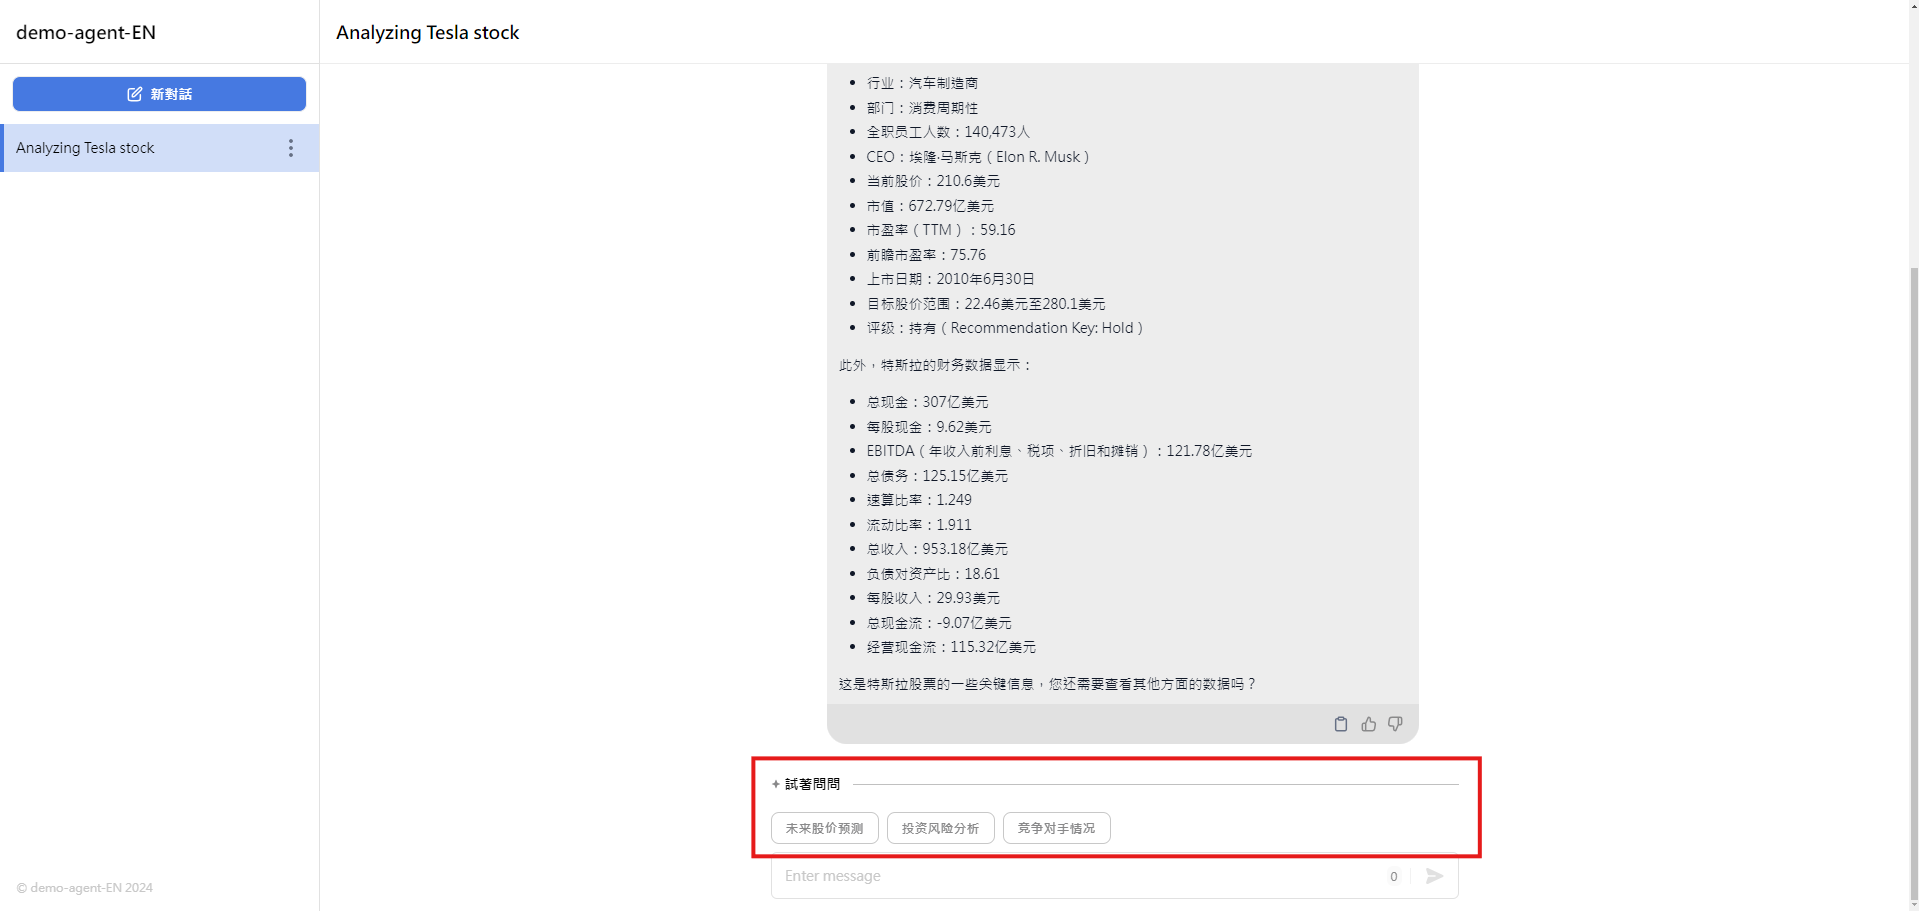 demo-agent-EN
Analyzing Tesla stock
新對話
Analyzing Tesla stock
行业：汽车制造商
部门：消费周期性
全职员工人数：140,473人
CEO：埃隆·马斯克（Elon R. Musk）
当前股价：210.6美元
市值：672.79亿美元
市盈率（TTM）：59.16
前瞻市盈率：75.76
上市日期：2010年6月30日
目标股价范围：22.46美元至280.1美元
评级：持有（Recommendation Key: Hold）
此外，特斯拉的财务数据显示：
总现金：307亿美元
每股现金：9.62美元
EBITDA（年收入前利息、税项、折旧和摊销）：121.78亿美元
总债务：125.15亿美元
速算比率：1.249
流动比率：1.911
总收入：953.18亿美元
负债对资产比：18.61
每股收入：29.93美元
总现金流：-9.07亿美元
经营现金流：115.32亿美元
这是特斯拉股票的一些关键信息，您还需要查看其他方面的数据吗？
试著問問
未来股价预测
投资风险分析
竞争对手情况
Enter message
0
© demo-agent-EN 2024